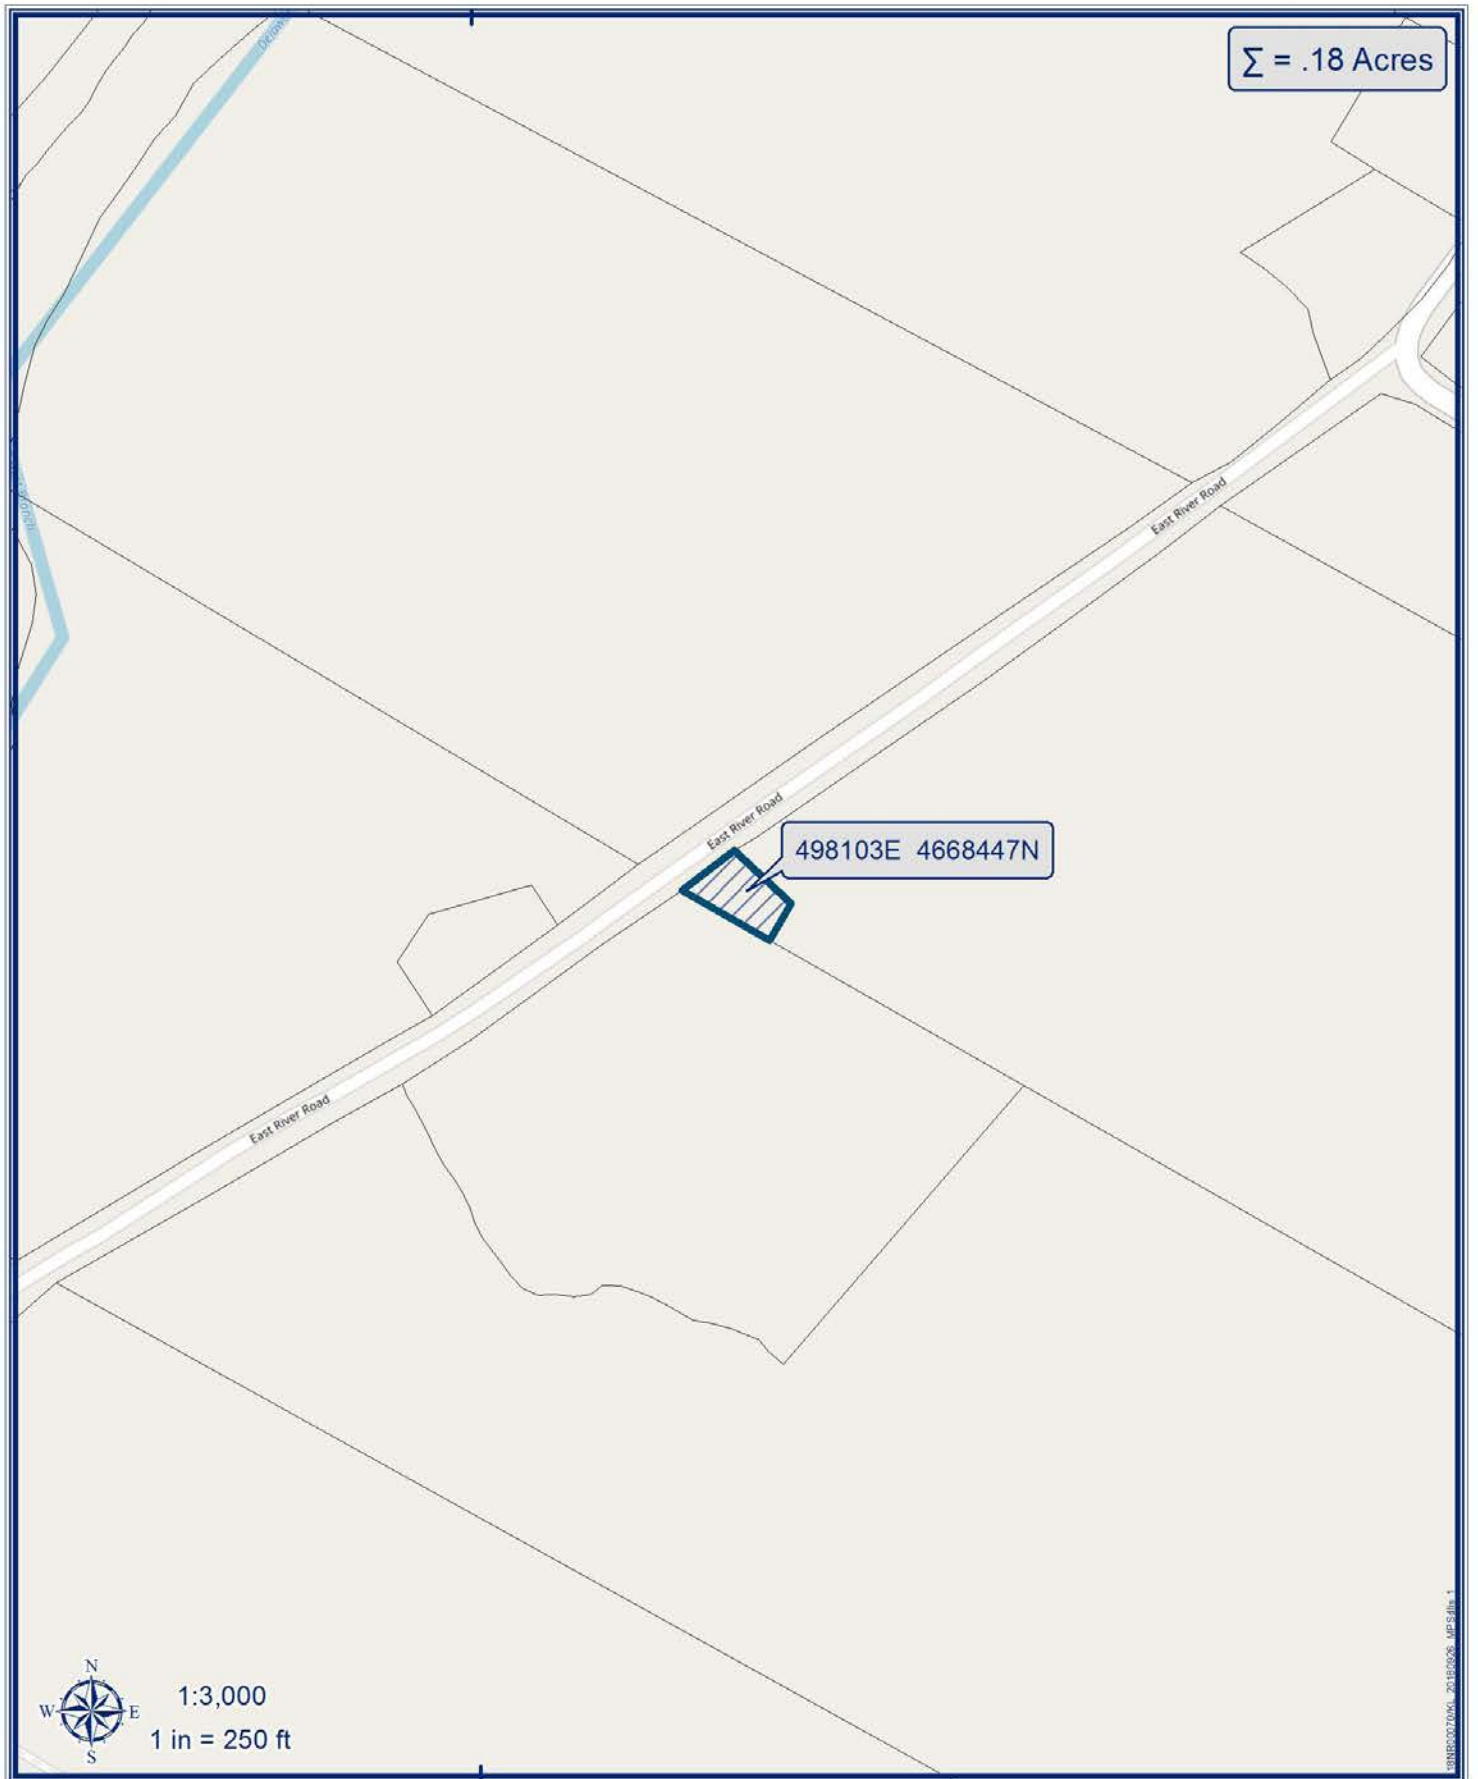 ∑ = .18 Acres
East River Road
East River Road
498103E 4668447N
East River Road
N
W
E
S
1:3,000
1 in = 250 ft